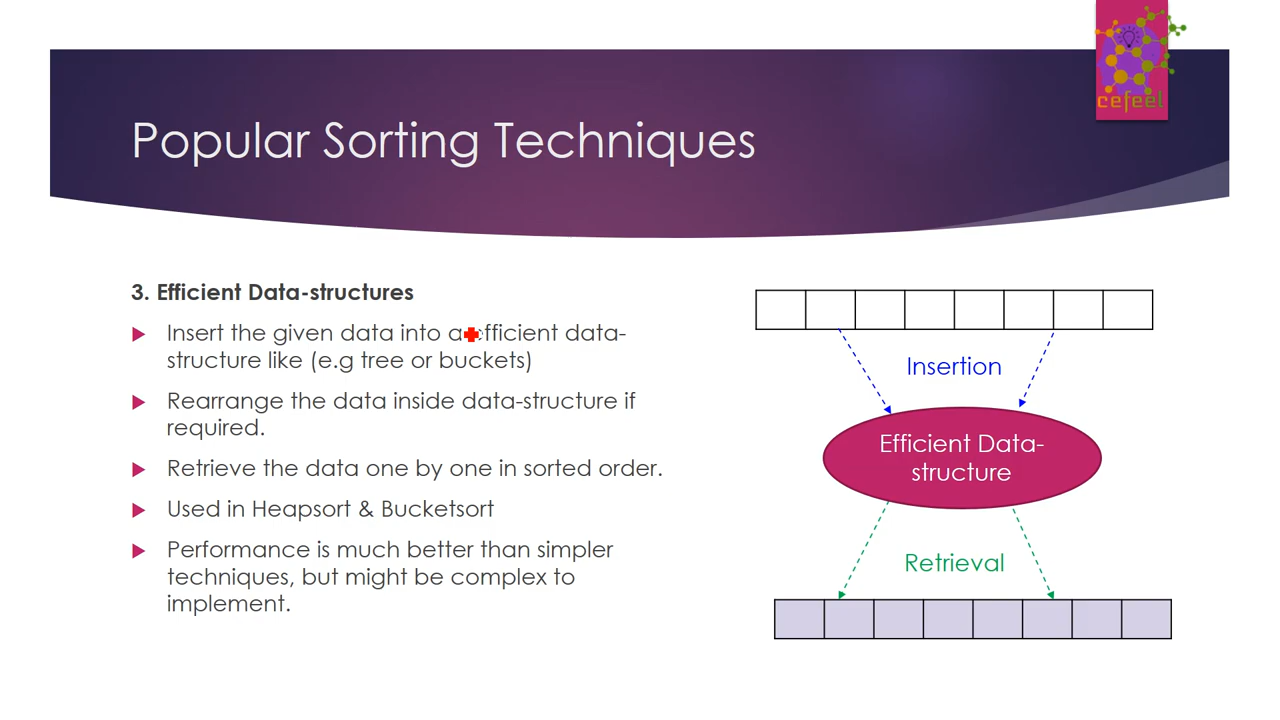 cefeel
Popular Sorting Techniques
3. Efficient Data-structures
Insert the given data into a efficient data-
structure like (e.g tree or buckets)
Rearrange the data inside data-structure if
required.
Retrieve the data one by one in sorted order.
Used in Heapsort & Bucketsort
Performance is much better than simpler
techniques, but might be complex to
implement.
Insertion
Efficient Data-
structure
Retrieval